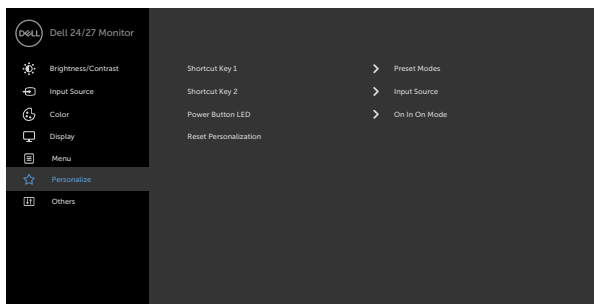 DELL Dell 24/27 Monitor
Brightness/Contrast Shortcut Key 1 Preset Modes
Input Source Shortcut Key 2 Input Source
Color Power Button LED On In On Mode
Display Reset Personalization
Menu
Personalize
Others